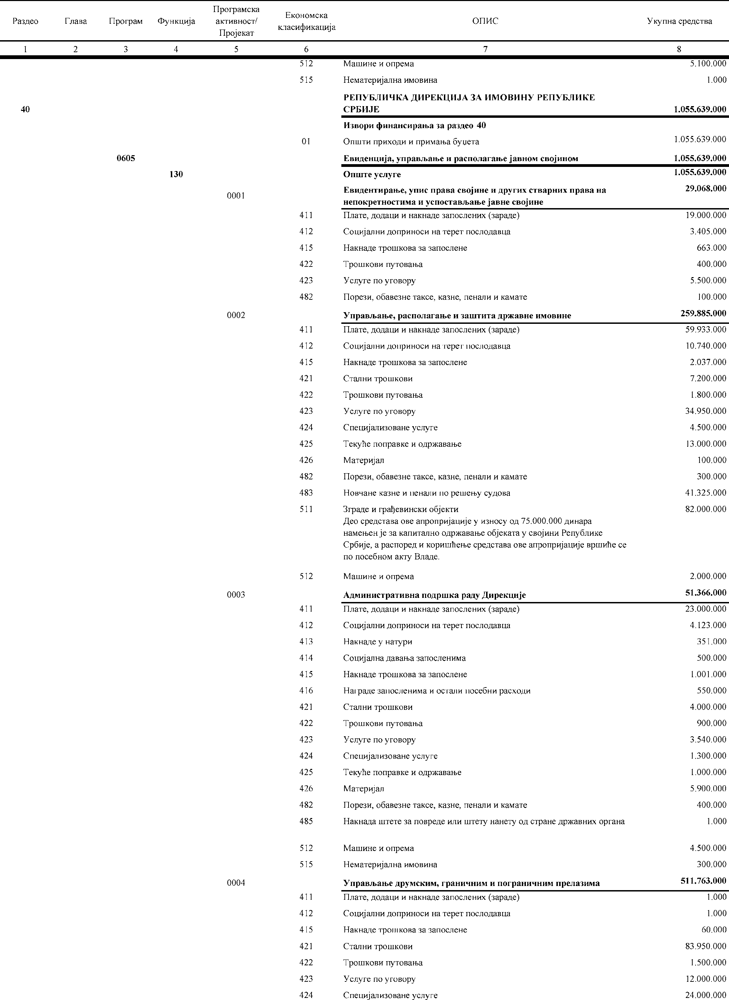 Раздео Глава Програм Функција Програмска активност/ Пројекат Економска класификација ОПИС Укупна средства
1 2 3 4 5 6 7 8
512 Машине и опрема 5.100.000
515 Нематеријална имовина 1.000
РЕПУБЛИЧКА ДИРЕКЦИЈА ЗА ИМОВИНУ РЕПУБЛИКЕ
40 СРБИЈЕ 1.055.639.000
Извори финансирања за раздео 40
01 Општи приходи и примања буџета 1.055.639.000
0605 Евиденција, управљање и располагање јавном својином 1.055.639.000
130 Опште услуге 1.055.639.000
0001 Евидентирање, упис права својине и других стварних права на 29.068.000
непокретностима и успостављање јавне својине
411 Плате, додаци и накнаде запослених (зараде) 19.000.000
412 Социјални доприноси на терет послодавца 3.405.000
415 Накнаде трошкова за запослене 663.000
422 Трошкови путовања 400.000
423 Услуге по уговору 5.500.000
482 Порези, обавезне таксе, казне, пенали и камате 100.000
0002 Управљање, располагање и заштита државне имовине 259.885.000
411 Плате, додаци и накнаде запослених (зараде) 59.933.000
412 Социјални доприноси на терет послодавца 10.740.000
415 Накнаде трошкова за запослене 2.037.000
421 Стални трошкови 7.200.000
422 Трошкови путовања 1.800.000
423 Услуге по уговору 34.950.000
424 Специјализоване услуге 4.500.000
425 Текуће поправке и одржавање 13.000.000
426 Материјал 100.000
482 Порези, обавезне таксе, казне, пенали и камате 300.000
483 Новчане казне и пенали по решењу судова 41.325.000
511 Зграде и грађевински објекти 82.000.000
Део средстава ове апропријације у износу од 75.000.000 динара
намењен је за капитално одржавање објеката у својини Републике
Србије, а распоред и коришћење средстава ове апропријације вршиће се
по посебном акту Владе.
512 Машине и опрема 2.000.000
0003 Административна подршка раду Дирекције 51.366.000
411 Плате, додаци и накнаде запослених (зараде) 23.000.000
412 Социјални доприноси на терет послодавца 4.123.000
413 Накнаде у натури 351.000
414 Социјална давања запосленима 500.000
415 Накнаде трошкова за запослене 1.001.000
416 Награде запосленима и остали посебни расходи 550.000
421 Стални трошкови 4.000.000
422 Трошкови путовања 900.000
423 Услуге по уговору 3.540.000
424 Специјализоване услуге 1.300.000
425 Текуће поправке и одржавање 1.000.000
426 Материјал 5.900.000
482 Порези, обавезне таксе, казне, пенали и камате 400.000
485 Накнада штете за повреде или штету нанету од стране државних органа 1.000
512 Машине и опрема 4.500.000
515 Нематеријална имовина 300.000
0004 Управљање друмским, граничним и пограничним прелазима 511.763.000
411 Плате, додаци и накнаде запослених (зараде) 1.000
412 Социјални доприноси на терет послодавца 1.000
415 Накнаде трошкова за запослене 60.000
421 Стални трошкови 83.950.000
422 Трошкови путовања 1.500.000
423 Услуге по уговору 12.000.000
424 Специјализоване услуге 24.000.000